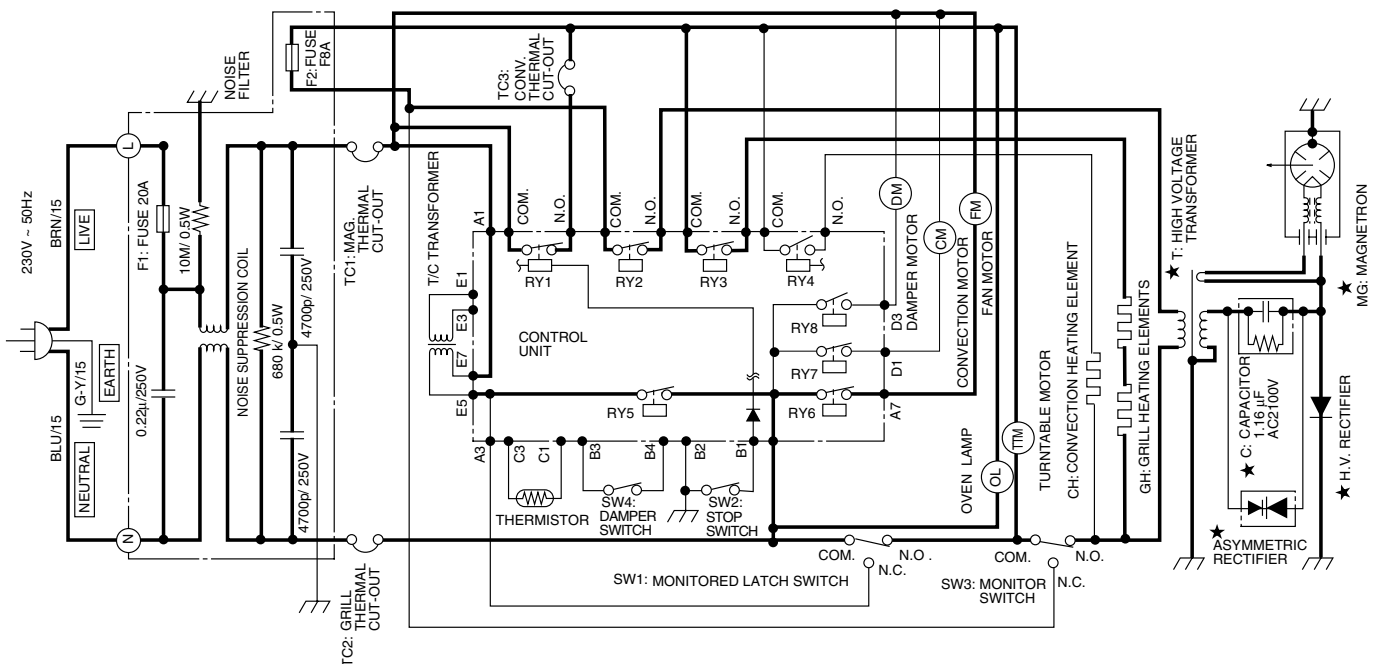 230V ~ 50Hz
BRN/15
LIVE
G-Y/15
EARTH
BLU/15
NEUTRAL
L
N
NOISE
FILTER
F1: FUSE 20A
10M/ 0.5W
0.22µ/250V
NOISE SUPPRESSION COIL
680 k/ 0.5W
4700p/ 250V
4700p/ 250V
F2: FUSE
F8A
TC1: MAG.
THERMAL
CUT-OUT
TC2: GRILL
THERMAL
CUT-OUT
TC3:
CONV.
THERMAL
CUT-OUT
T/C TRANSFORMER
A1
COM.
N.O.
COM.
N.O.
COM.
N.O.
COM.
N.O.
RY1
RY2
RY3
RY4
E1
E3
E7
E5
CONTROL
UNIT
RY8
RY7
RY5
RY6
D3
D1
A7
A3
C3
C1
B3
B4
B2
B1
THERMISTOR
SW4:
DAMPER
SWITCH
SW2:
STOP
SWITCH
DM
CM
FM
DAMPER MOTOR
CONVECTION MOTOR
FAN MOTOR
OVEN LAMP
OL
TURNTABLE MOTOR
TTM
CH: CONVECTION HEATING ELEMENT
GH: GRILL HEATING ELEMENTS
COM.
N.O.
N.C.
SW1: MONITORED LATCH SWITCH
COM.
N.O.
N.C.
SW3: MONITOR
SWITCH
★ T: HIGH VOLTAGE
TRANSFORMER
★ C: CAPACITOR
1.16 µF
AC2100V
★ ASYMMETRIC
RECTIFIER
★ H.V. RECTIFIER
★ MG: MAGNETRON